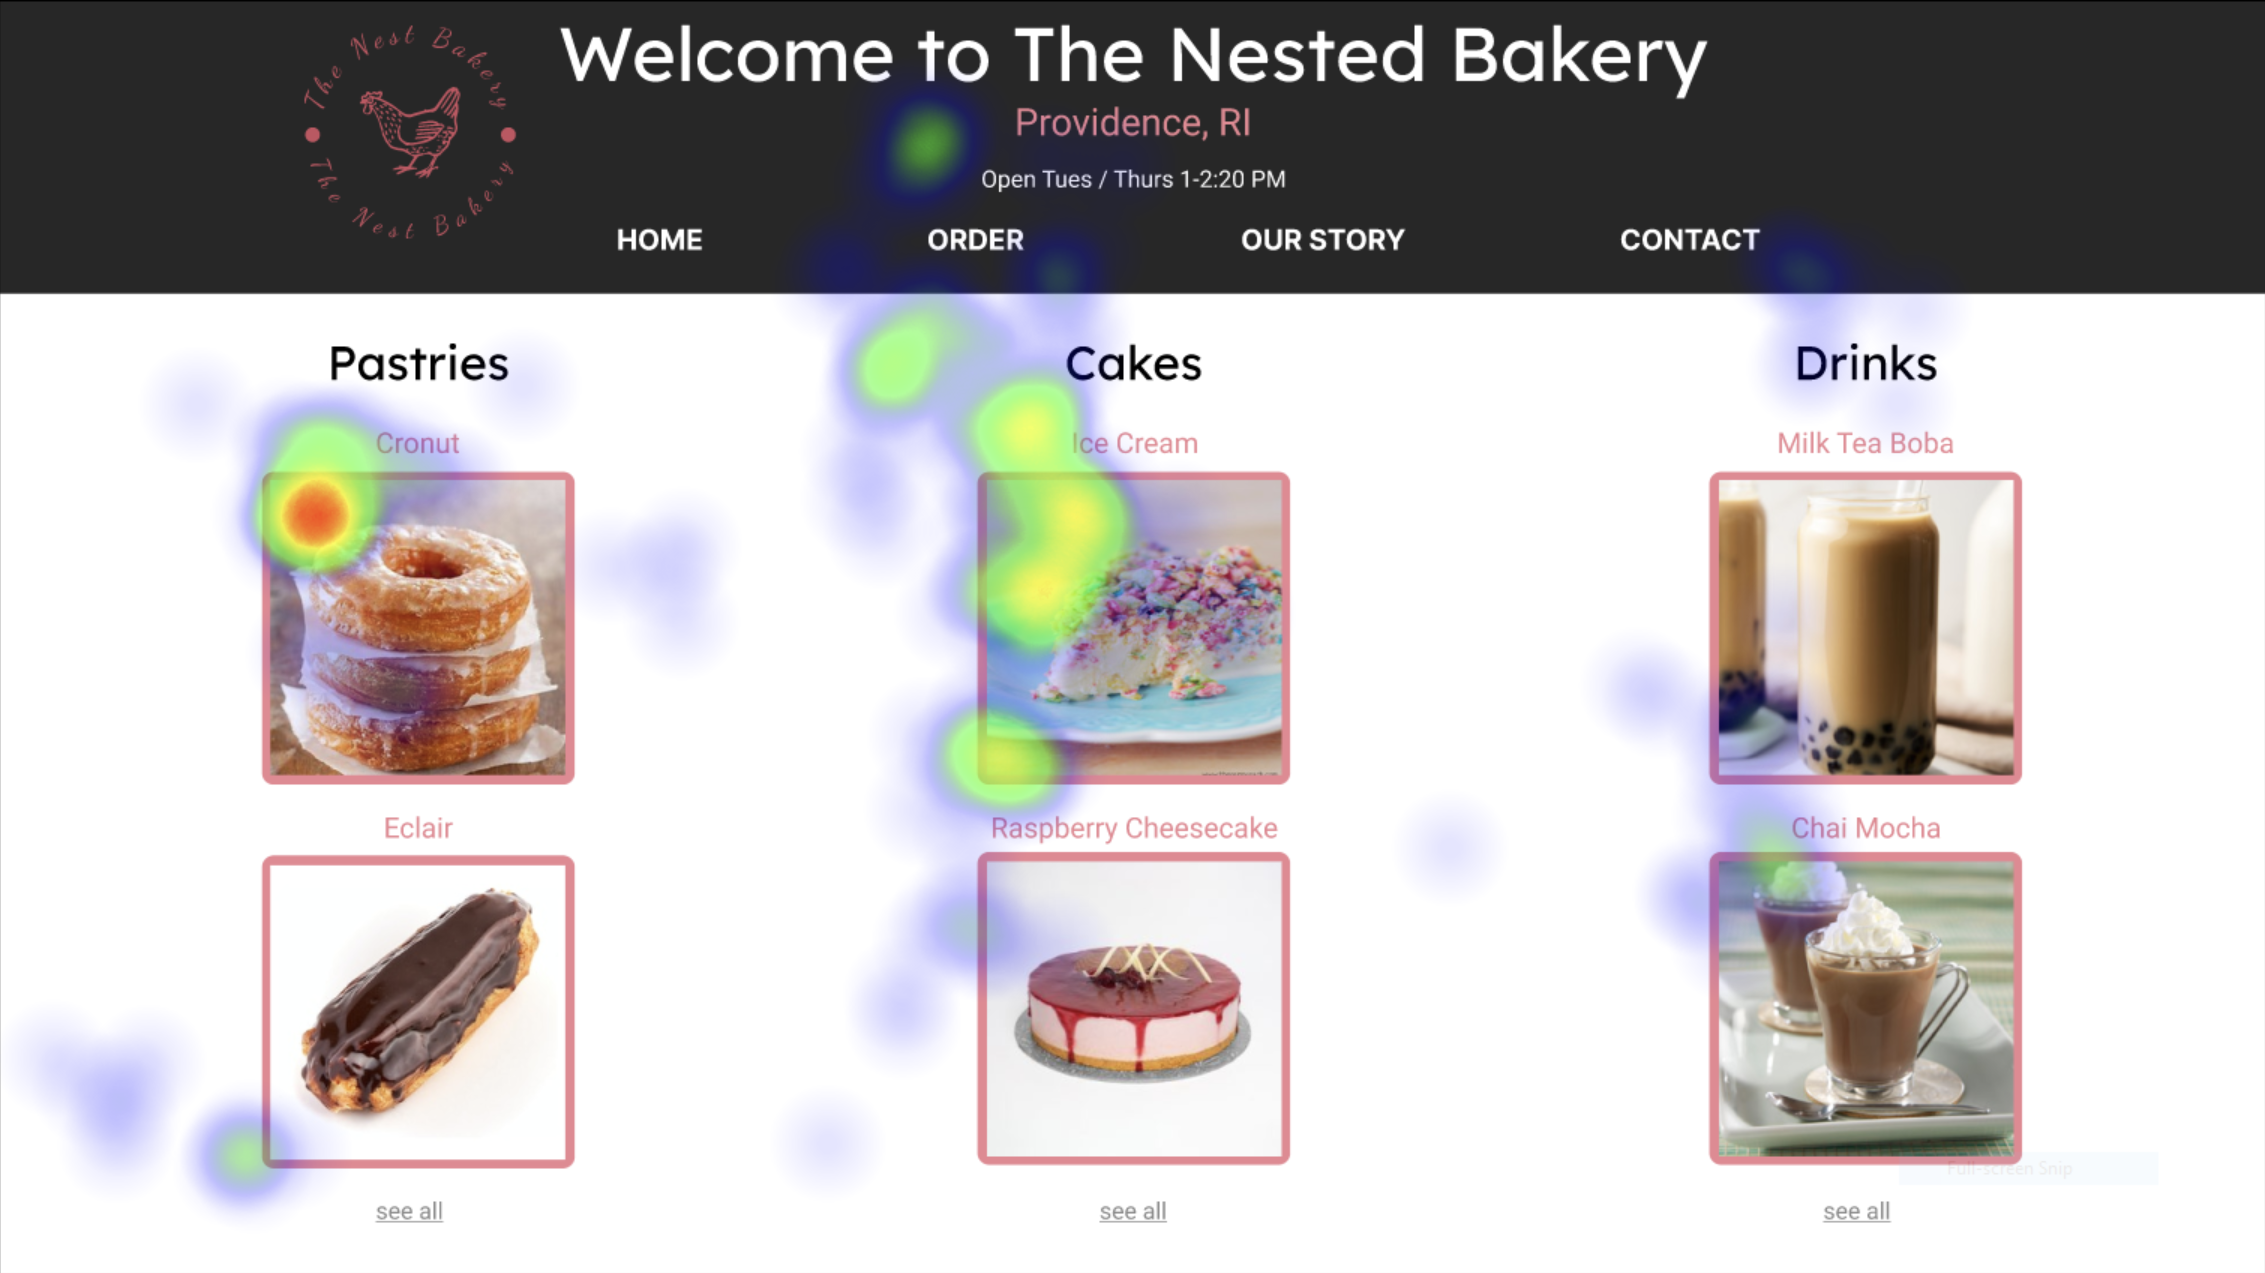 The Nest Bakery
The Nest Bakery
Welcome to The Nested Bakery
Providence, RI
Open Tues / Thurs 1-2:20 PM
HOME ORDER OUR STORY CONTACT
Pastries Cakes Drinks
Cronut Ice Cream Milk Tea Boba
Eclair Raspberry Cheesecake Chai Mocha
Full-screen Snip
see all see all see all